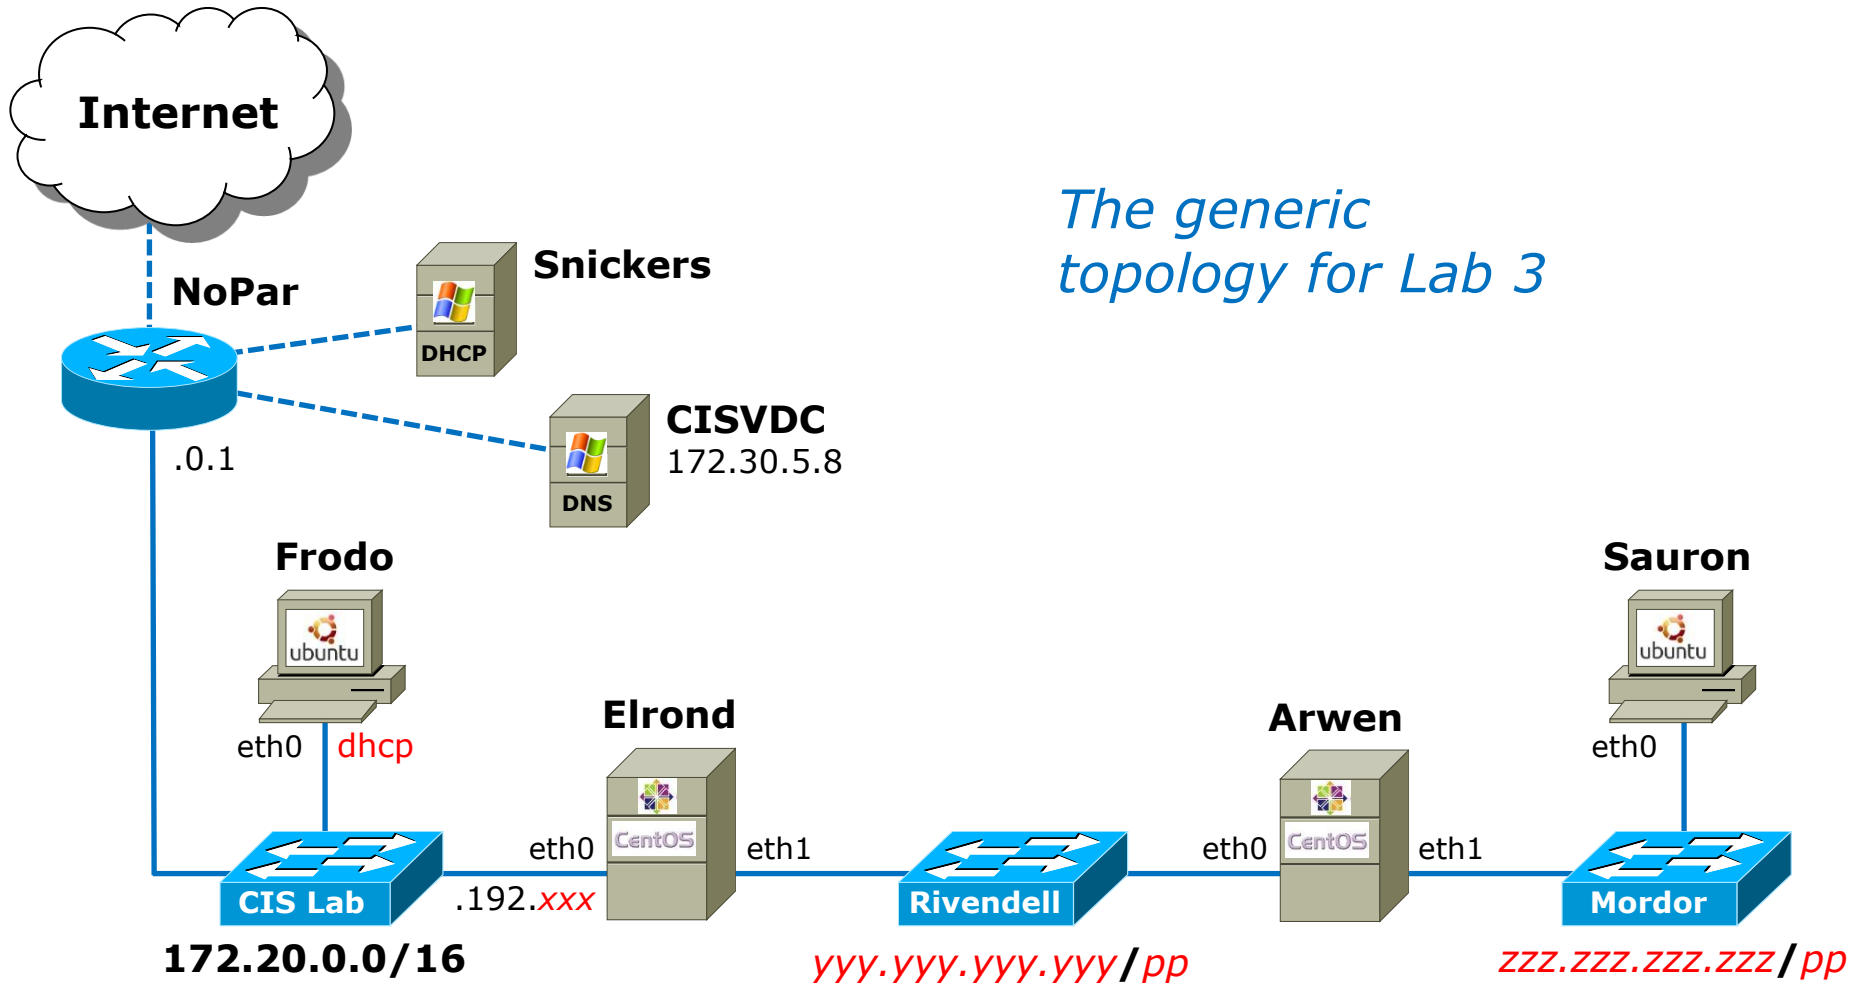 Internet
The generic
topology for Lab 3
NoPar
Snickers
DHCP
CISVDC
172.30.5.8
DNS
.0.1
Frodo
ubuntu
eth0 dhcp
Sauron
ubuntu
eth0
Elrond
CentOS
eth0
eth1
.192.xxx
Arwen
CentOS
eth0
eth1
CIS Lab
172.20.0.0/16
Rivendell
yyy.yyy.yyy.yyy/pp
Mordor
zzz.zzz.zzz.zzz/pp